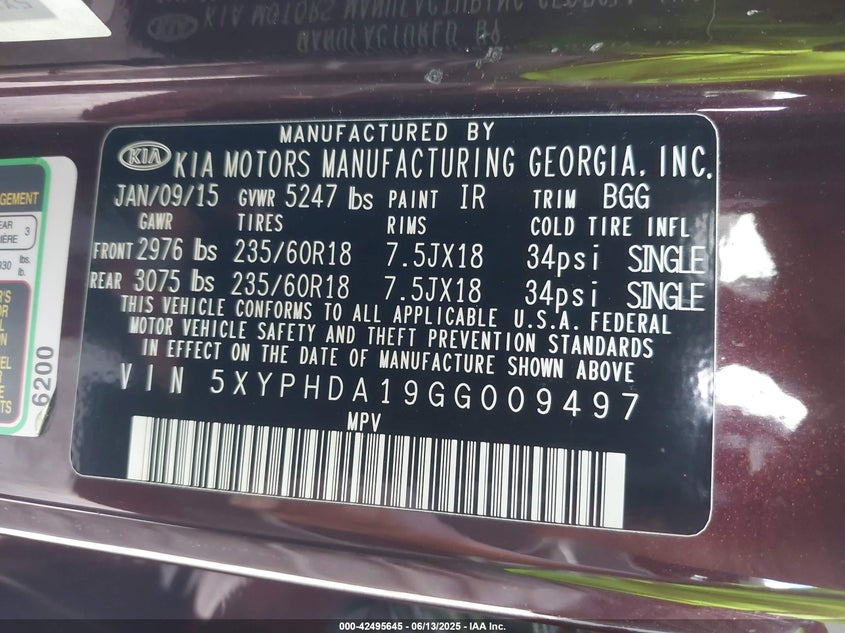 MANUFACTURED BY
KIA KIA MOTORS MANUFACTURING GEORGIA, INC.
JAN/09/15 GVWR 5247 lbs PAINT IR TRIM BGG
GAWR TIRES RIMS COLD TIRE INFL
FRONT 2976 lbs 235/60R18 7.5JX18 34psi SINGLE
REAR 3075 lbs 235/60R18 7.5JX18 34psi SINGLE
THIS VEHICLE CONFORMS TO ALL APPLICABLE U.S.A. FEDERAL
MOTOR VEHICLE SAFETY AND THEFT PREVENTION STANDARDS
IN EFFECT ON THE DATE OF MANUFACTURE SHOWN ABOVE
VIN 5XYPHDA19GG009497
MPV
6200
000-42495645 - 06/13/2025 - IAA Inc.